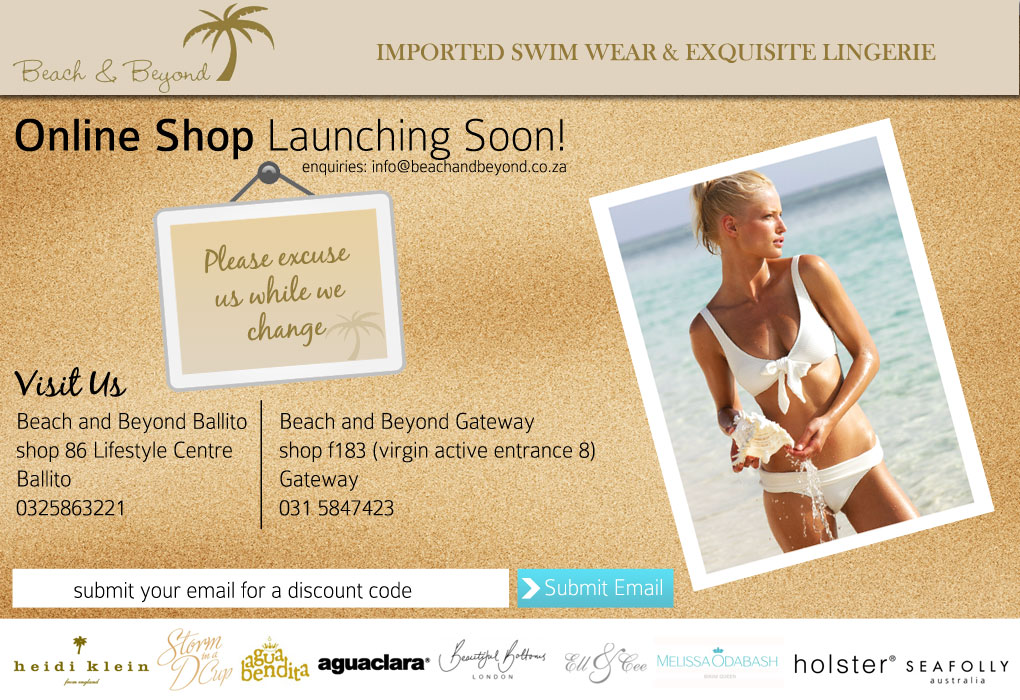 Beach & Beyond
IMPORTED SWIM WEAR & EXQUISITE LINGERIE
Online Shop Launching Soon!
enquiries: info@beachandbeyond.co.za
Please excuse
us while we
change
Visit Us
Beach and Beyond Ballito
shop 86 Lifestyle Centre
Ballito
0325863221
Beach and Beyond Gateway
shop f183 (virgin active entrance 8)
Gateway
031 5847423
submit your email for a discount code
Submit Email
heidi klein
from england
Storm
in a
D Cup
agua
bendita
aguaclara®
Beautiful Bottoms
LONDON
Ell & Cee
MELISSA ODABASH
BIKINI QUEEN
holster®
SEAFOLLY
australia